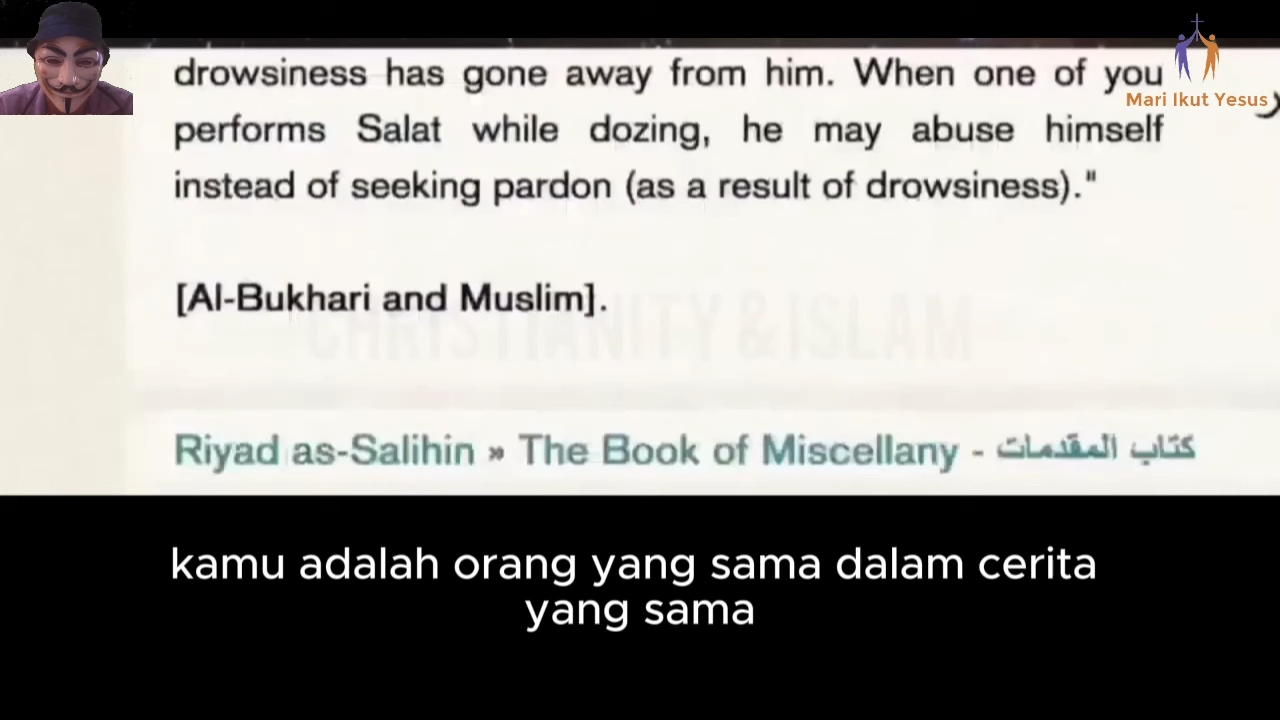 drowsiness has gone away from him. When one of you
Mari Ikut Yesus
performs Salat while dozing, he may abuse himself
instead of seeking pardon (as a result of drowsiness)."
[Al-Bukhari and Muslim].
CHRISTIANITY & ISLAM
Riyad as-Salihin » The Book of Miscellany - كتاب المقدمات
kamu adalah orang yang sama dalam cerita
yang sama